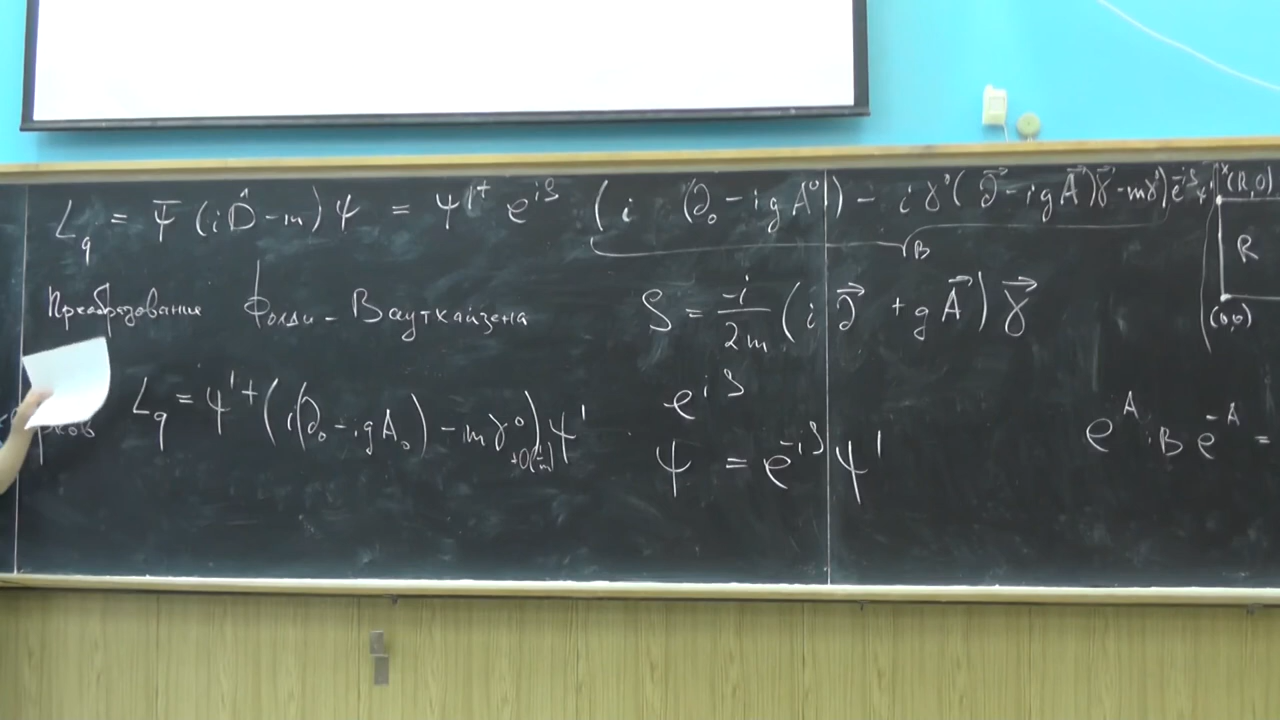 L_q = Ψ̄ (iD̂ - m) Ψ = Ψ'⁺ e^{iS} (i (∂₀ - igA⁰) - iγ⁰(∂⃗ - igA⃗)γ⃗ - mγ⁰) e^{-iS} Ψ'
B
Преобразование Фолди - Ваутхайзена
S = -i/2m (i∂⃗ + gA⃗) γ⃗
L_q = Ψ'⁺ (i(∂₀ - igA₀) - mγ⁰ + O(1/m)) Ψ'
e^{iS}
Ψ = e^{-iS} Ψ'
e^A B e^{-A} =
(R,0)
R
(0,0)